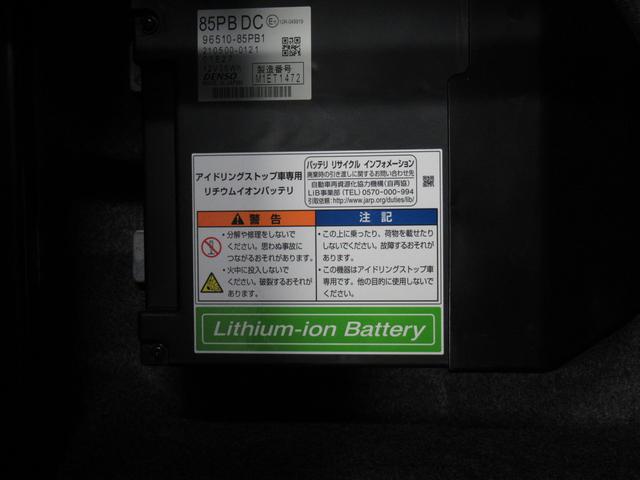 85PB DC
96510-85PB1
210500-0121
DENSO
製造番号
M1ET1472
アイドリングストップ車専用
リチウムイオンバッテリ
バッテリ リサイクル インフォメーション
廃棄時の引き渡しに関するお問い合わせ先
自動車再資源化協力機構(自再協)
LiB事業部 (TEL) 0570-000-994
引取依頼:http://www.jarp.org/duties/lib/
警告
・分解や修理をしないで
ください。思わぬ事故に
つながるおそれがあります。
・火中に投入しないで
ください。破裂するおそれが
あります。
注記
・この上に乗ったり、荷物を載せたり
しないでください。故障するおそれが
あります。
・この機器はアイドリングストップ車
専用です。他の目的に使用しないで
ください。
Lithium-ion Battery